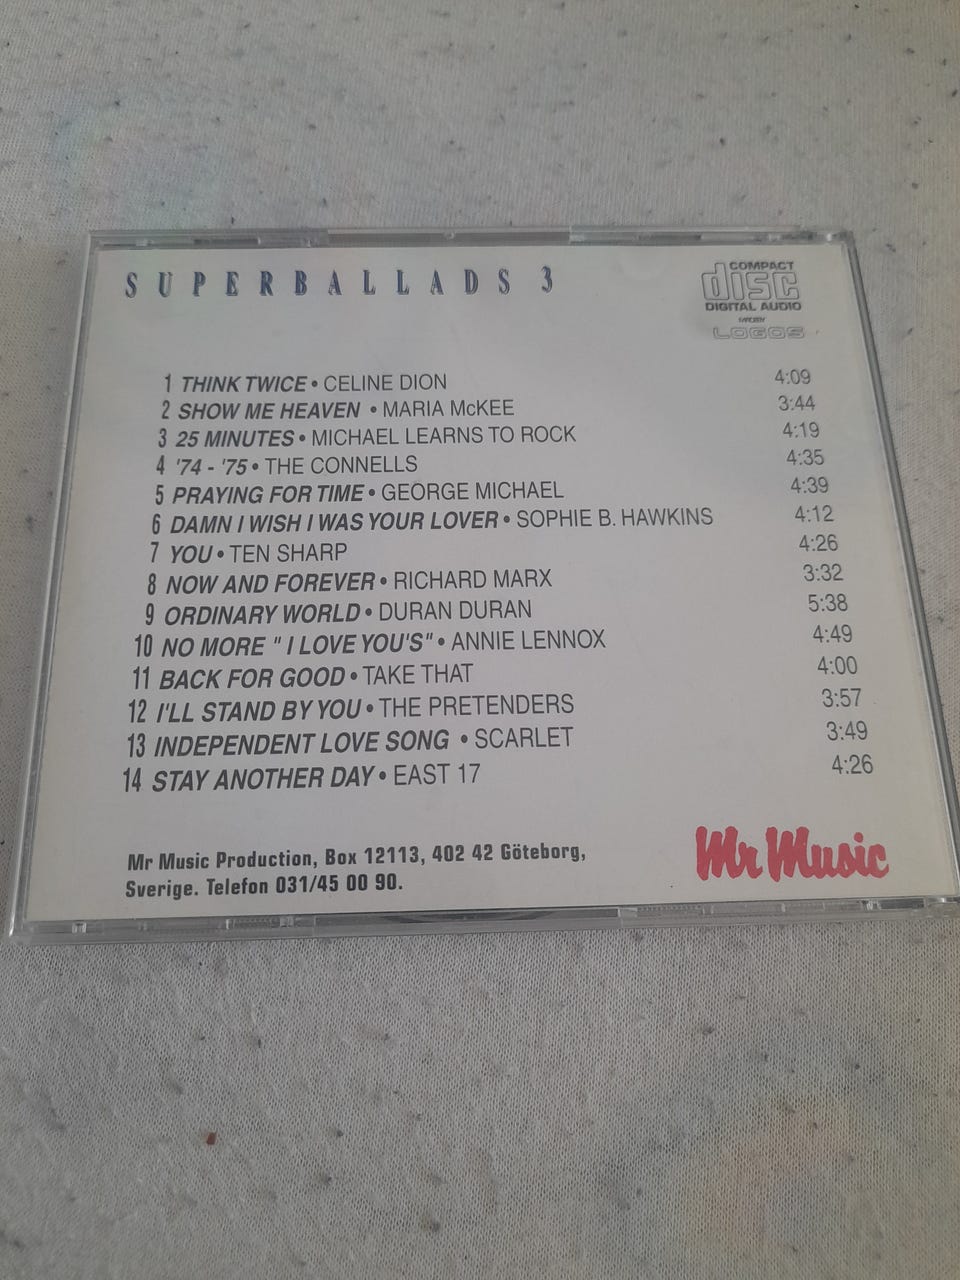 SUPERBALLADS 3
COMPACT
disc
DIGITAL AUDIO
LOGOS
1 THINK TWICE • CELINE DION 4:09
2 SHOW ME HEAVEN • MARIA McKEE 3:44
3 25 MINUTES • MICHAEL LEARNS TO ROCK 4:19
4 '74 - '75 • THE CONNELLS 4:35
5 PRAYING FOR TIME • GEORGE MICHAEL 4:39
6 DAMN I WISH I WAS YOUR LOVER • SOPHIE B. HAWKINS 4:12
7 YOU • TEN SHARP 4:26
8 NOW AND FOREVER • RICHARD MARX 3:32
9 ORDINARY WORLD • DURAN DURAN 5:38
10 NO MORE "I LOVE YOU'S" • ANNIE LENNOX 4:49
11 BACK FOR GOOD • TAKE THAT 4:00
12 I'LL STAND BY YOU • THE PRETENDERS 3:57
13 INDEPENDENT LOVE SONG • SCARLET 3:49
14 STAY ANOTHER DAY • EAST 17 4:26
Mr Music Production, Box 12113, 402 42 Göteborg,
Sverige. Telefon 031/45 00 90.
Mr Music